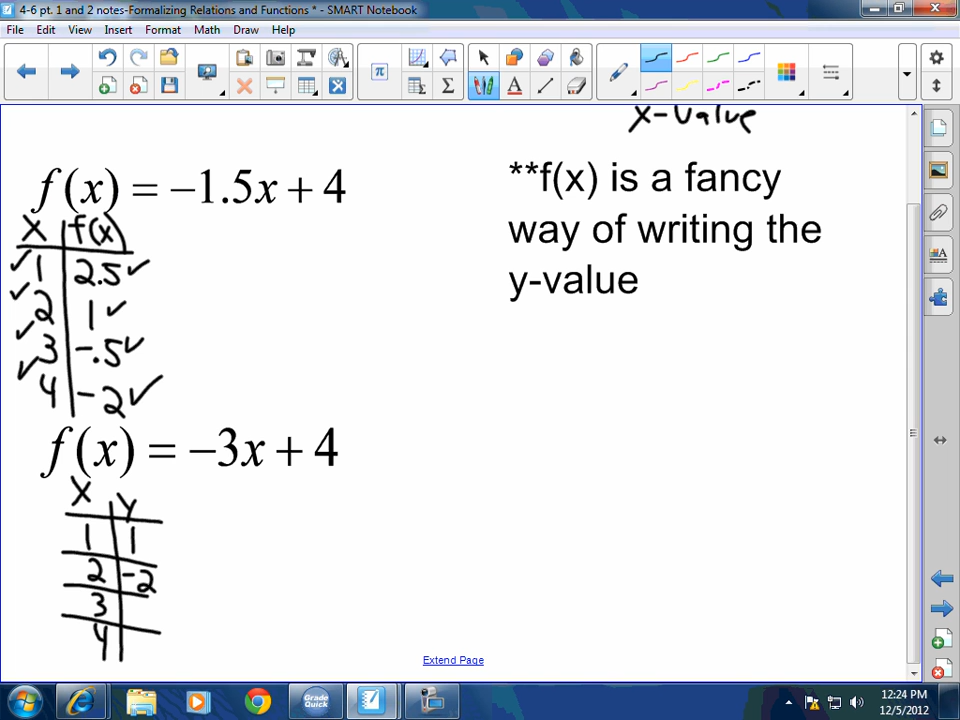 4-6 pt. 1 and 2 notes-Formalizing Relations and Functions * - SMART Notebook
File Edit View Insert Format Math Draw Help
x-value
f(x) = −1.5x + 4
**f(x) is a fancy
way of writing the
y-value
x f(x)
1 2.5
2 1
3 -.5
4 -2
f(x) = −3x + 4
x y
1 1
2 -2
3
4
Extend Page
Grade Quick
12:24 PM
12/5/2012